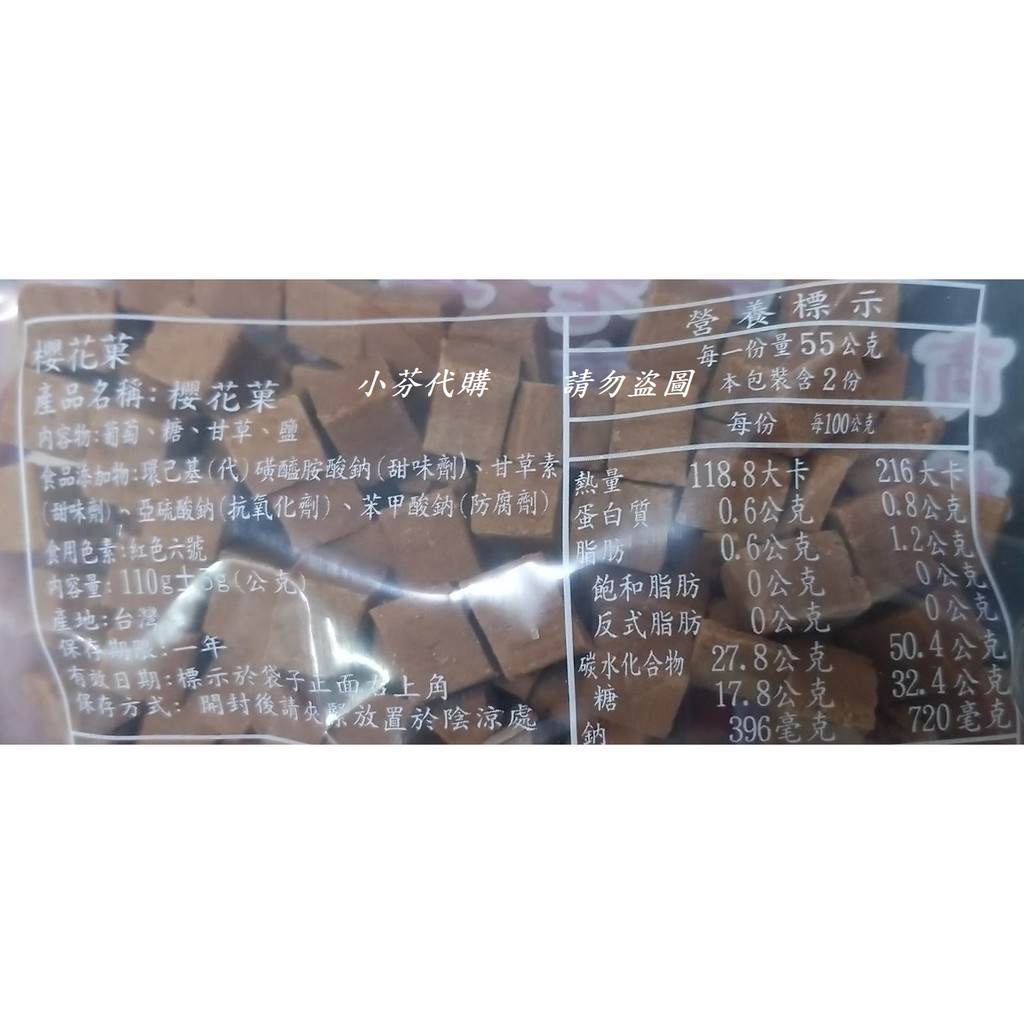 櫻花菓
產品名稱: 櫻花菓
內容物:葡萄、糖、甘草、鹽
食品添加物:環己基(代)磺醯胺酸鈉(甜味劑)、甘草素
(甜味劑)、亞硫酸鈉(抗氧化劑)、苯甲酸鈉(防腐劑)
食用色素:紅色六號
內容量:110g±5g(公克)
產地:台灣
保存期限:一年
有效日期:標示於袋子正面右上角
保存方式: 開封後請夾緊放置於陰涼處
小芬代購 請勿盜圖
營養標示
每一份量55公克
本包裝含2份
每份 每100公克
熱量 118.8大卡 216大卡
蛋白質 0.6公克 0.8公克
脂肪 0.6公克 1.2公克
飽和脂肪 0公克 0公克
反式脂肪 0公克 0公克
碳水化合物 27.8公克 50.4公克
糖 17.8公克 32.4公克
鈉 396毫克 720毫克